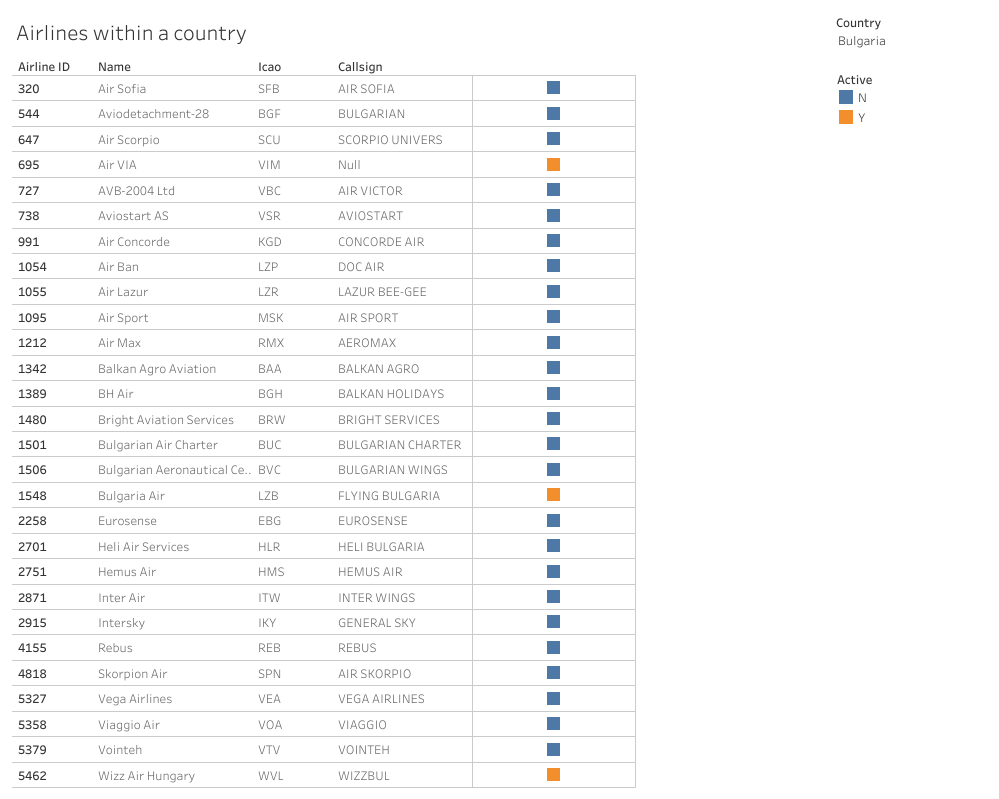 Airlines within a country
Country
Bulgaria
Active
N
Y
Airline ID Name Icao Callsign
320 Air Sofia SFB AIR SOFIA
544 Aviodetachment-28 BGF BULGARIAN
647 Air Scorpio SCU SCORPIO UNIVERS
695 Air VIA VIM Null
727 AVB-2004 Ltd VBC AIR VICTOR
738 Aviostart AS VSR AVIOSTART
991 Air Concorde KGD CONCORDE AIR
1054 Air Ban LZP DOC AIR
1055 Air Lazur LZR LAZUR BEE-GEE
1095 Air Sport MSK AIR SPORT
1212 Air Max RMX AEROMAX
1342 Balkan Agro Aviation BAA BALKAN AGRO
1389 BH Air BGH BALKAN HOLIDAYS
1480 Bright Aviation Services BRW BRIGHT SERVICES
1501 Bulgarian Air Charter BUC BULGARIAN CHARTER
1506 Bulgarian Aeronautical Ce.. BVC BULGARIAN WINGS
1548 Bulgaria Air LZB FLYING BULGARIA
2258 Eurosense EBG EUROSENSE
2701 Heli Air Services HLR HELI BULGARIA
2751 Hemus Air HMS HEMUS AIR
2871 Inter Air ITW INTER WINGS
2915 Intersky IKY GENERAL SKY
4155 Rebus REB REBUS
4818 Skorpion Air SPN AIR SKORPIO
5327 Vega Airlines VEA VEGA AIRLINES
5358 Viaggio Air VOA VIAGGIO
5379 Vointeh VTV VOINTEH
5462 Wizz Air Hungary WVL WIZZBUL